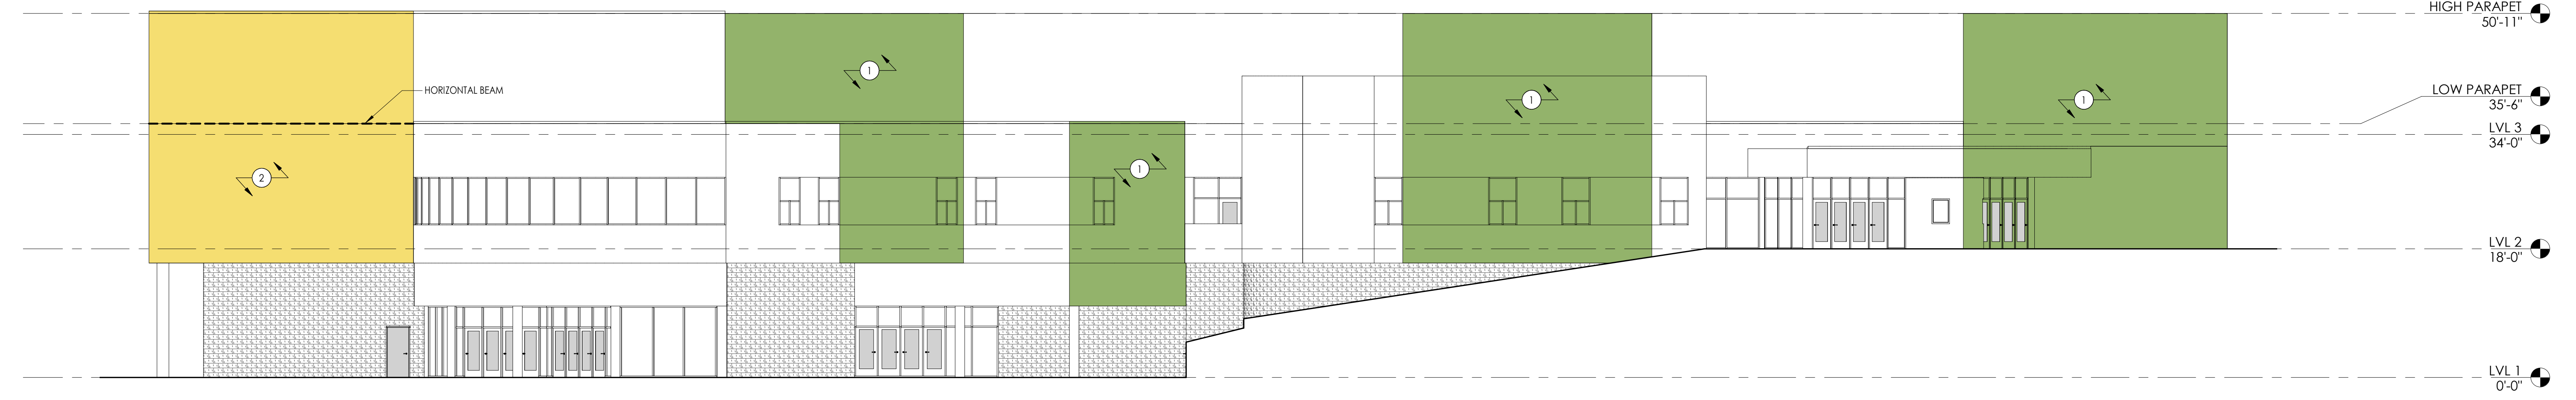 HIGH PARAPET
50'-11"
1
HORIZONTAL BEAM
LOW PARAPET
35'-6"
1
1
LVL 3
34'-0"
1
2
LVL 2
18'-0"
LVL 1
0'-0"